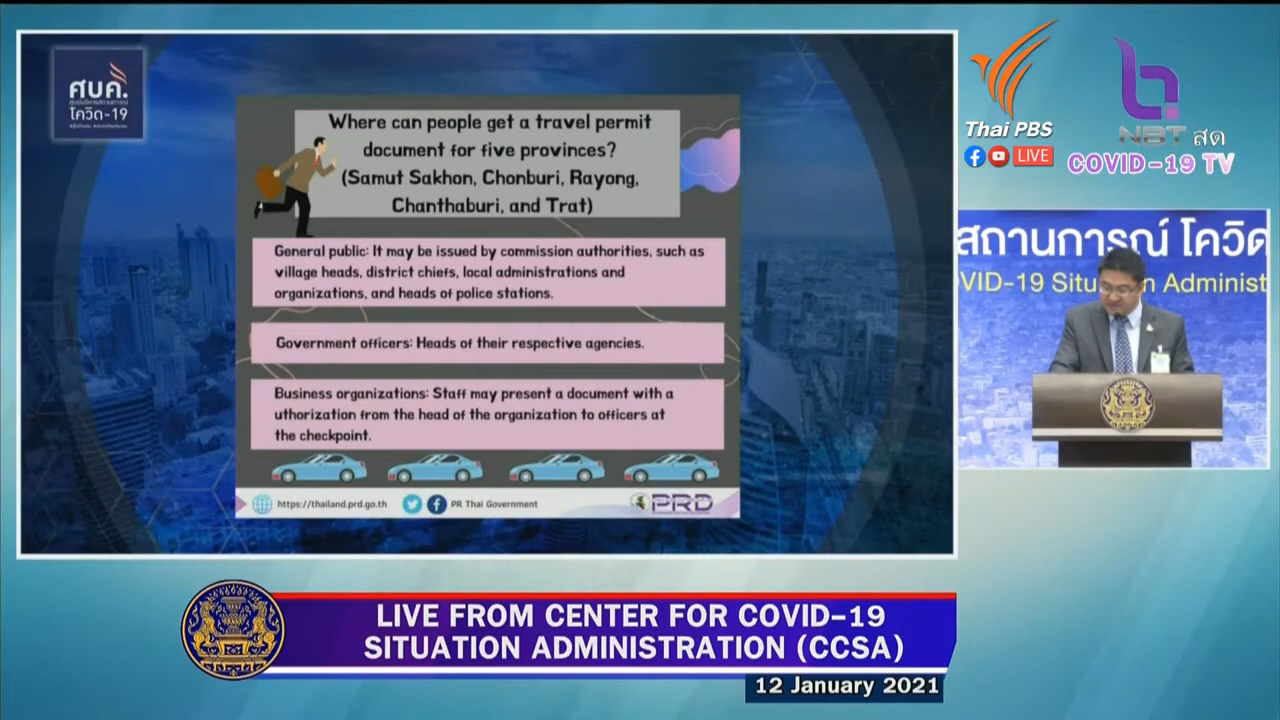 ศบค.
โควิด-19
Where can people get a travel permit
document for five provinces?
(Samut Sakhon, Chonburi, Rayong,
Chanthaburi, and Trat)
General public: It may be issued by commission authorities, such as
village heads, district chiefs, local administrations and
organizations, and heads of police stations.
Government officers: Heads of their respective agencies.
Business organizations: Staff may present a document with a
uthorization from the head of the organization to officers at
the checkpoint.
https://thailand.prd.go.th
PR Thai Government
PRD
Thai PBS
LIVE
NBT สด
COVID-19 TV
สถานการณ์ โควิด
VID-19 Situ n Administ
LIVE FROM CENTER FOR COVID-19
SITUATION ADMINISTRATION (CCSA)
12 January 2021